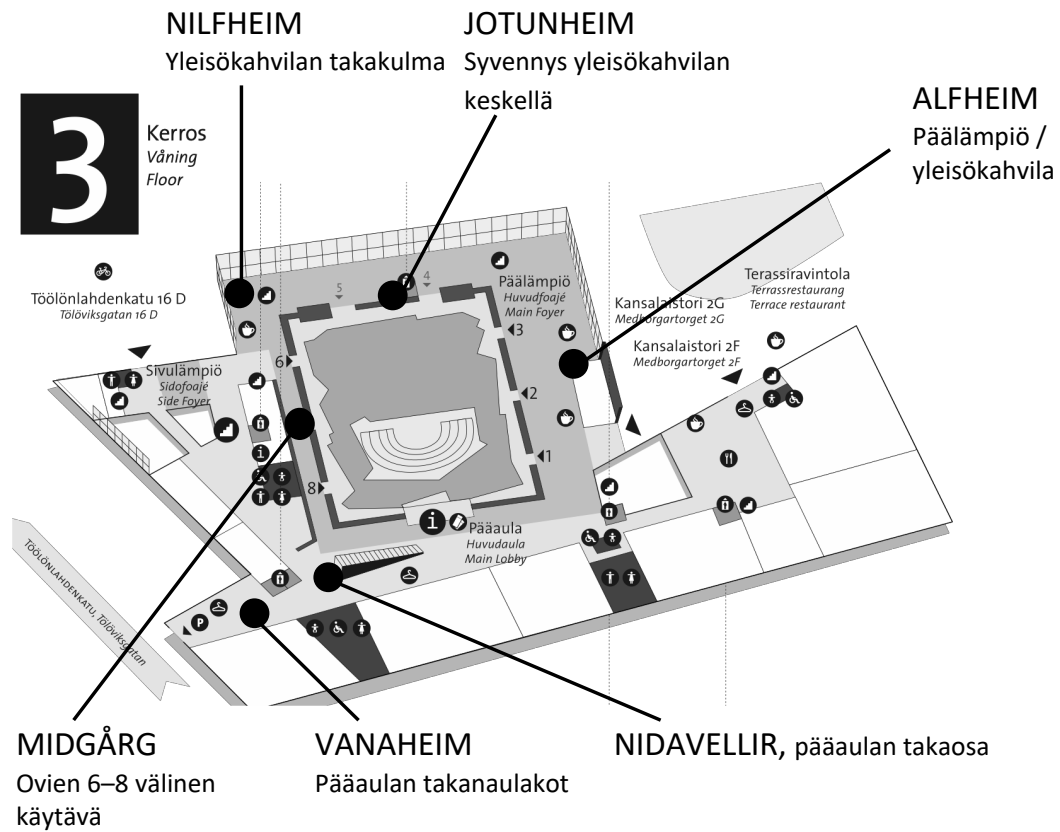 NILFHEIM
Yleisökahvilan takakulma
JOTUNHEIM
Syvennys yleisökahvilan
keskellä
ALFHEIM
Päälämpiö /
yleisökahvila
3
Kerros
Våning
Floor
Töölönlahdenkatu 16 D
Tölöviksgatan 16 D
Sivulämpiö
Sidofoajé
Side Foyer
5
4
Päälämpiö
Huvudfoajé
Main Foyer
Kansalaistori 2G
Medborgartorget 2G
Kansalaistori 2F
Medborgartorget 2F
Terassiravintola
Terrassrestaurang
Terrace restaurant
3
6
2
1
8
i
i
Pääaula
Huvudaula
Main Lobby
P
TÖÖLÖNLAHDENKATU, Tölöviksgatan
MIDGÅRG
Ovien 6–8 välinen
käytävä
VANAHEIM
Pääaulan takanaulakot
NIDAVELLIR, pääaulan takaosa